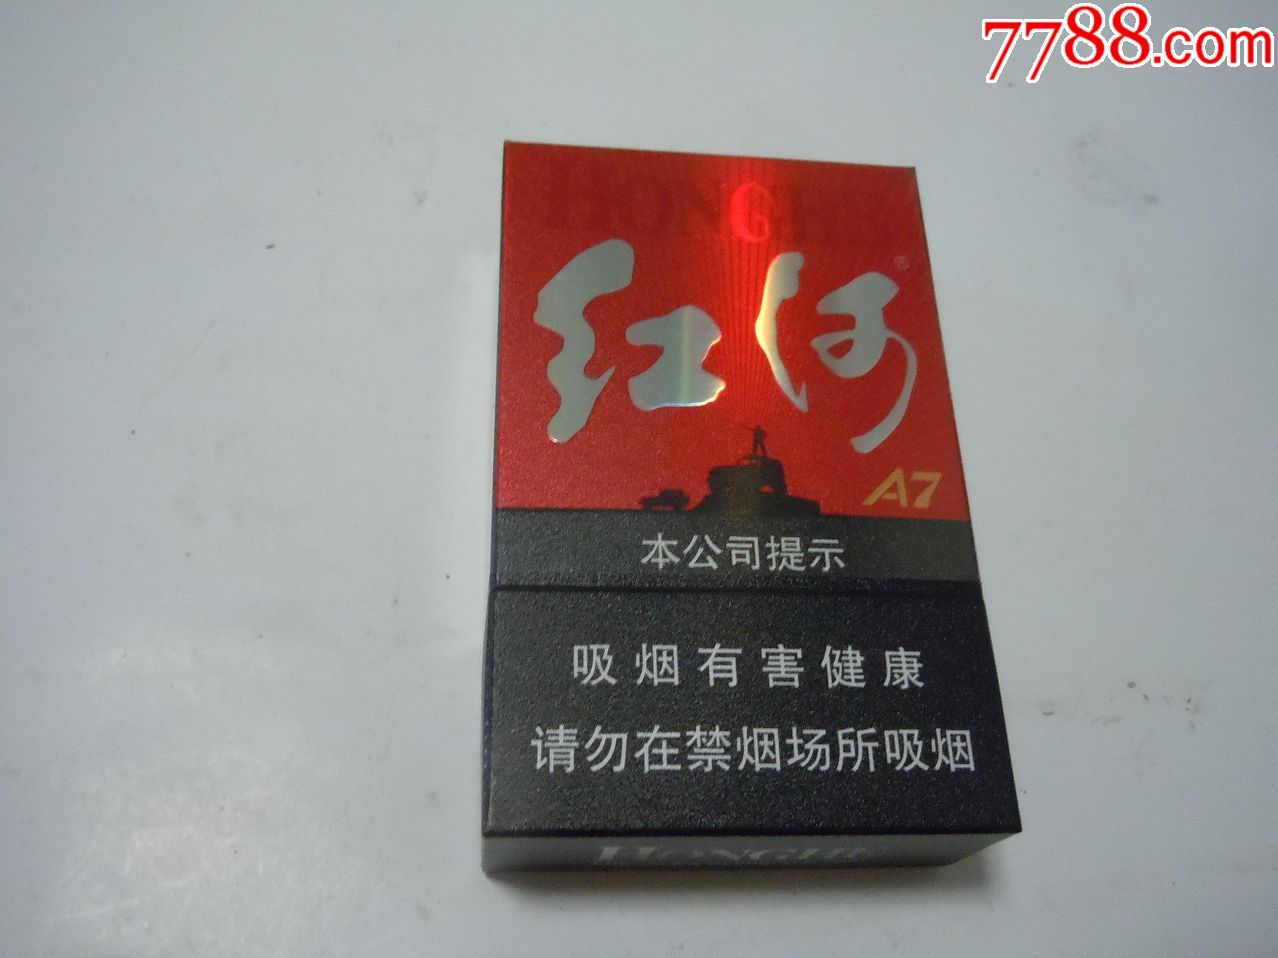 7788.com
HONGHE
红河®
A7
本公司提示
吸烟有害健康
请勿在禁烟场所吸烟
HONGHE